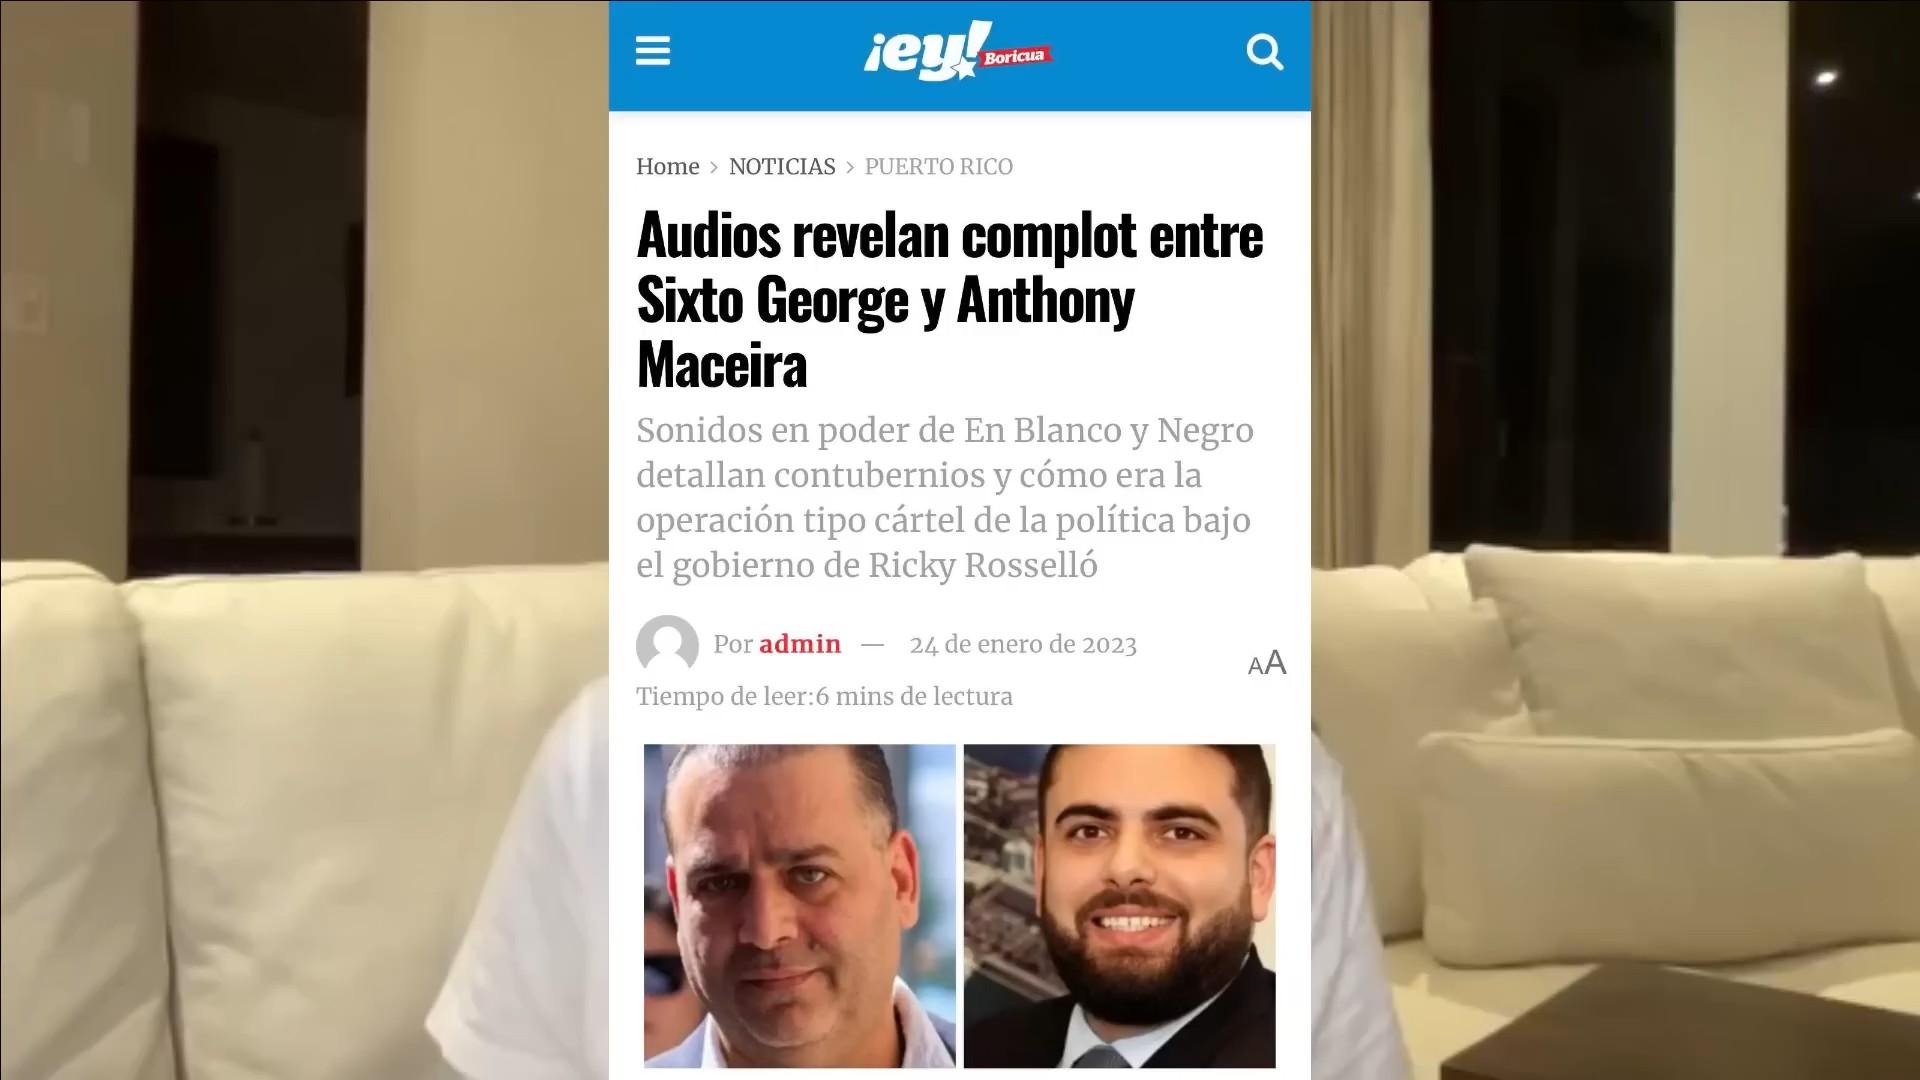 ¡ey! Boricua
Home > NOTICIAS > PUERTO RICO
Audios revelan complot entre
Sixto George y Anthony
Maceira
Sonidos en poder de En Blanco y Negro
detallan contubernios y cómo era la
operación tipo cártel de la política bajo
el gobierno de Ricky Rosselló
Por admin — 24 de enero de 2023
AA
Tiempo de leer:6 mins de lectura